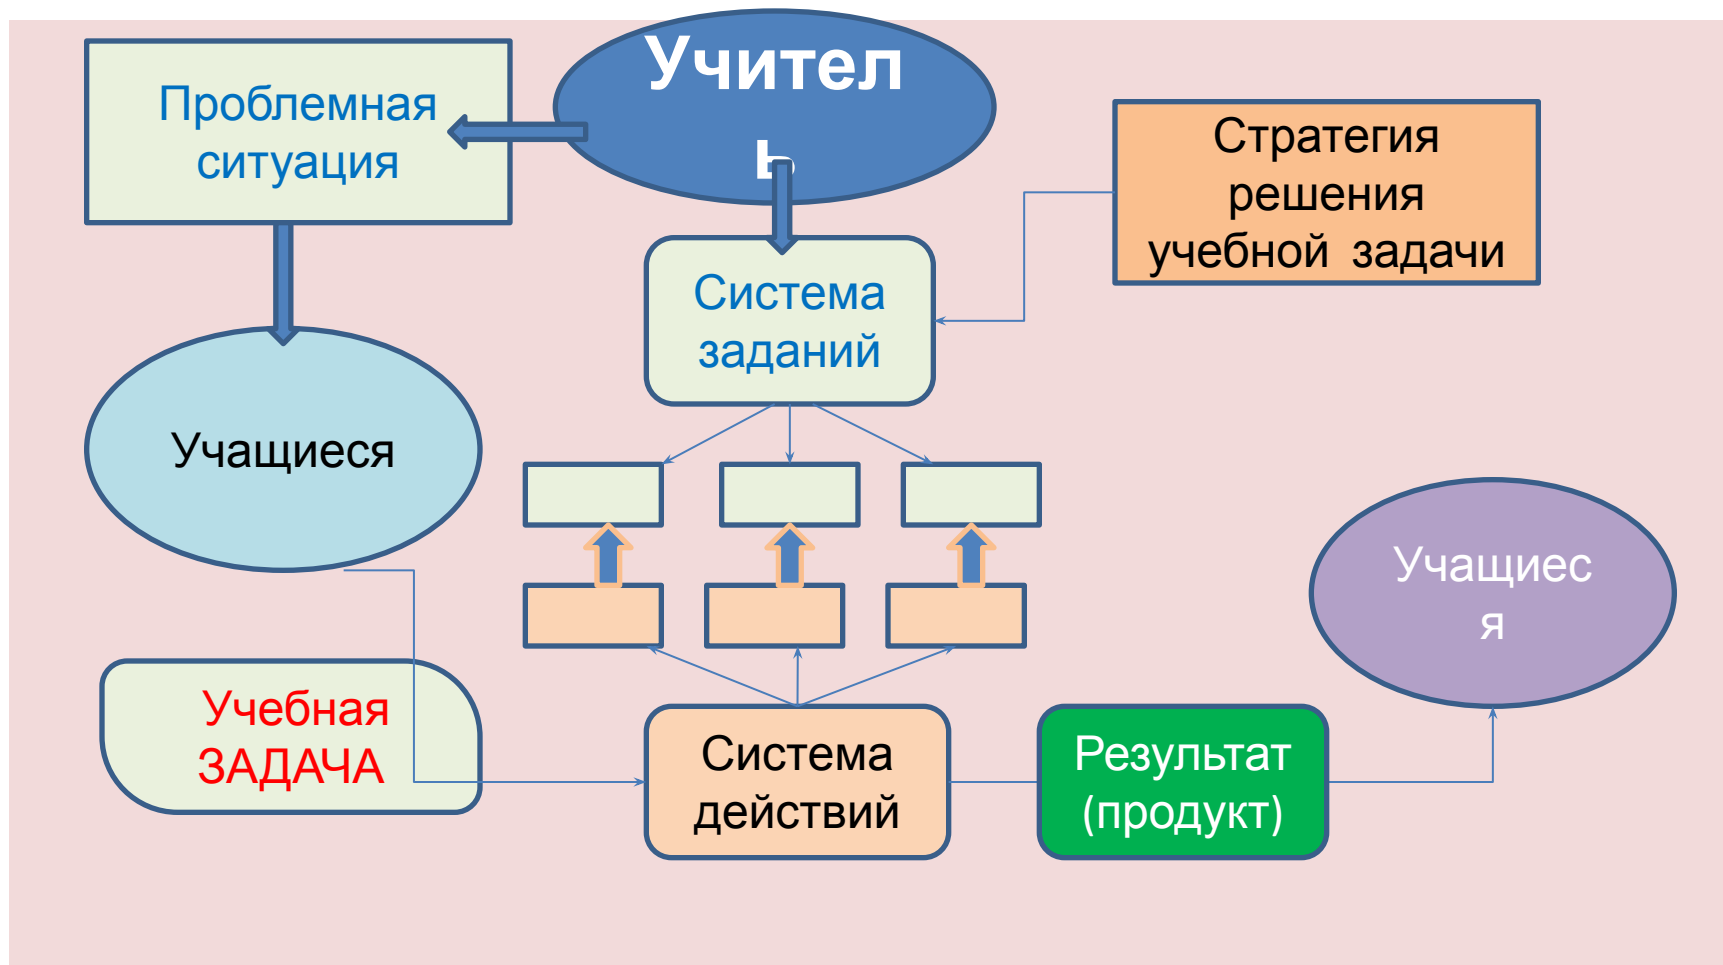 Учител
ь
Проблемная
ситуация
Стратегия
решения
учебной задачи
Система
заданий
Учащиеся
Учащиес
я
Учебная
ЗАДАЧА
Система
действий
Результат
(продукт)